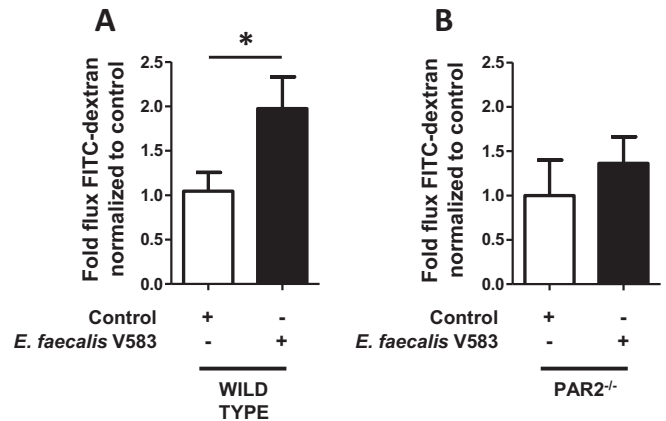 A
B
*
Fold flux FITC-dextran
normalized to control
2.5
2.0
1.5
1.0
0.5
0.0
Fold flux FITC-dextran
normalized to control
2.5
2.0
1.5
1.0
0.5
0.0
Control + -
E. faecalis V583 - +
WILD
TYPE
Control + -
E. faecalis V583 - +
PAR2-/-